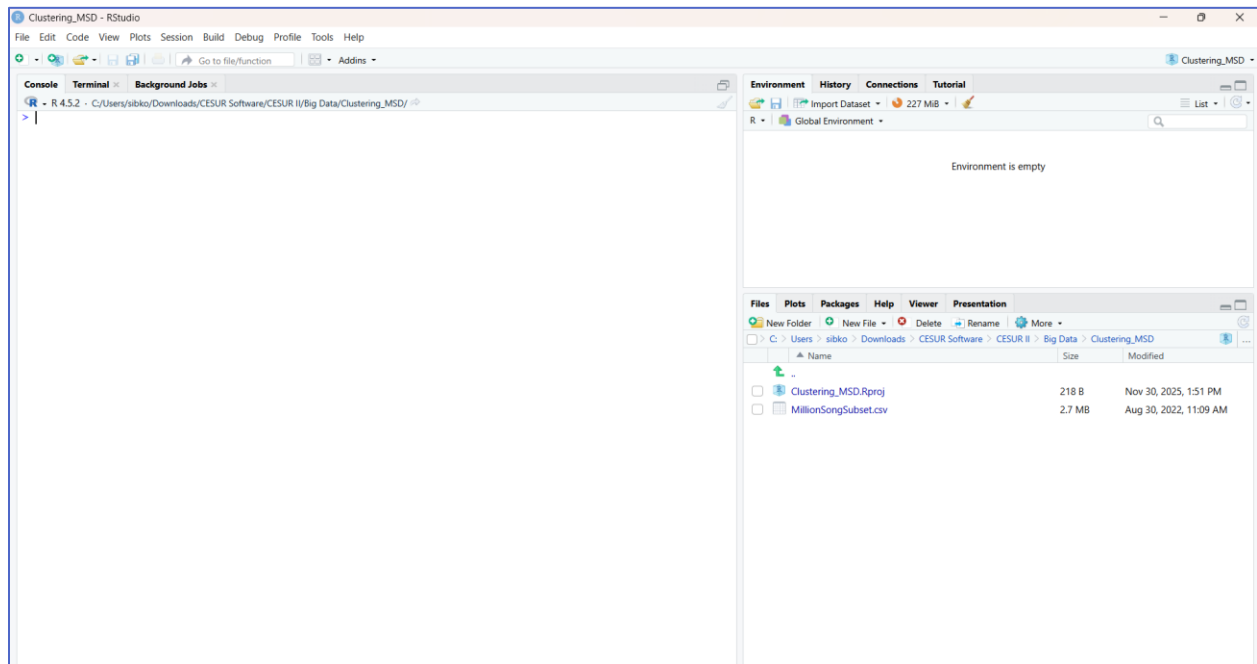 Clustering_MSD - RStudio
File Edit Code View Plots Session Build Debug Profile Tools Help
Go to file/function Addins Clustering_MSD
Console Terminal Background Jobs
R 4.5.2 · C:/Users/sibko/Downloads/CESUR Software/CESUR II/Big Data/Clustering_MSD/
>
Environment History Connections Tutorial
Import Dataset 227 MiB List
R Global Environment
Environment is empty
Files Plots Packages Help Viewer Presentation
New Folder New File Delete Rename More
C: > Users > sibko > Downloads > CESUR Software > CESUR II > Big Data > Clustering_MSD ...
Name Size Modified
..
Clustering_MSD.Rproj 218 B Nov 30, 2025, 1:51 PM
MillionSongSubset.csv 2.7 MB Aug 30, 2022, 11:09 AM